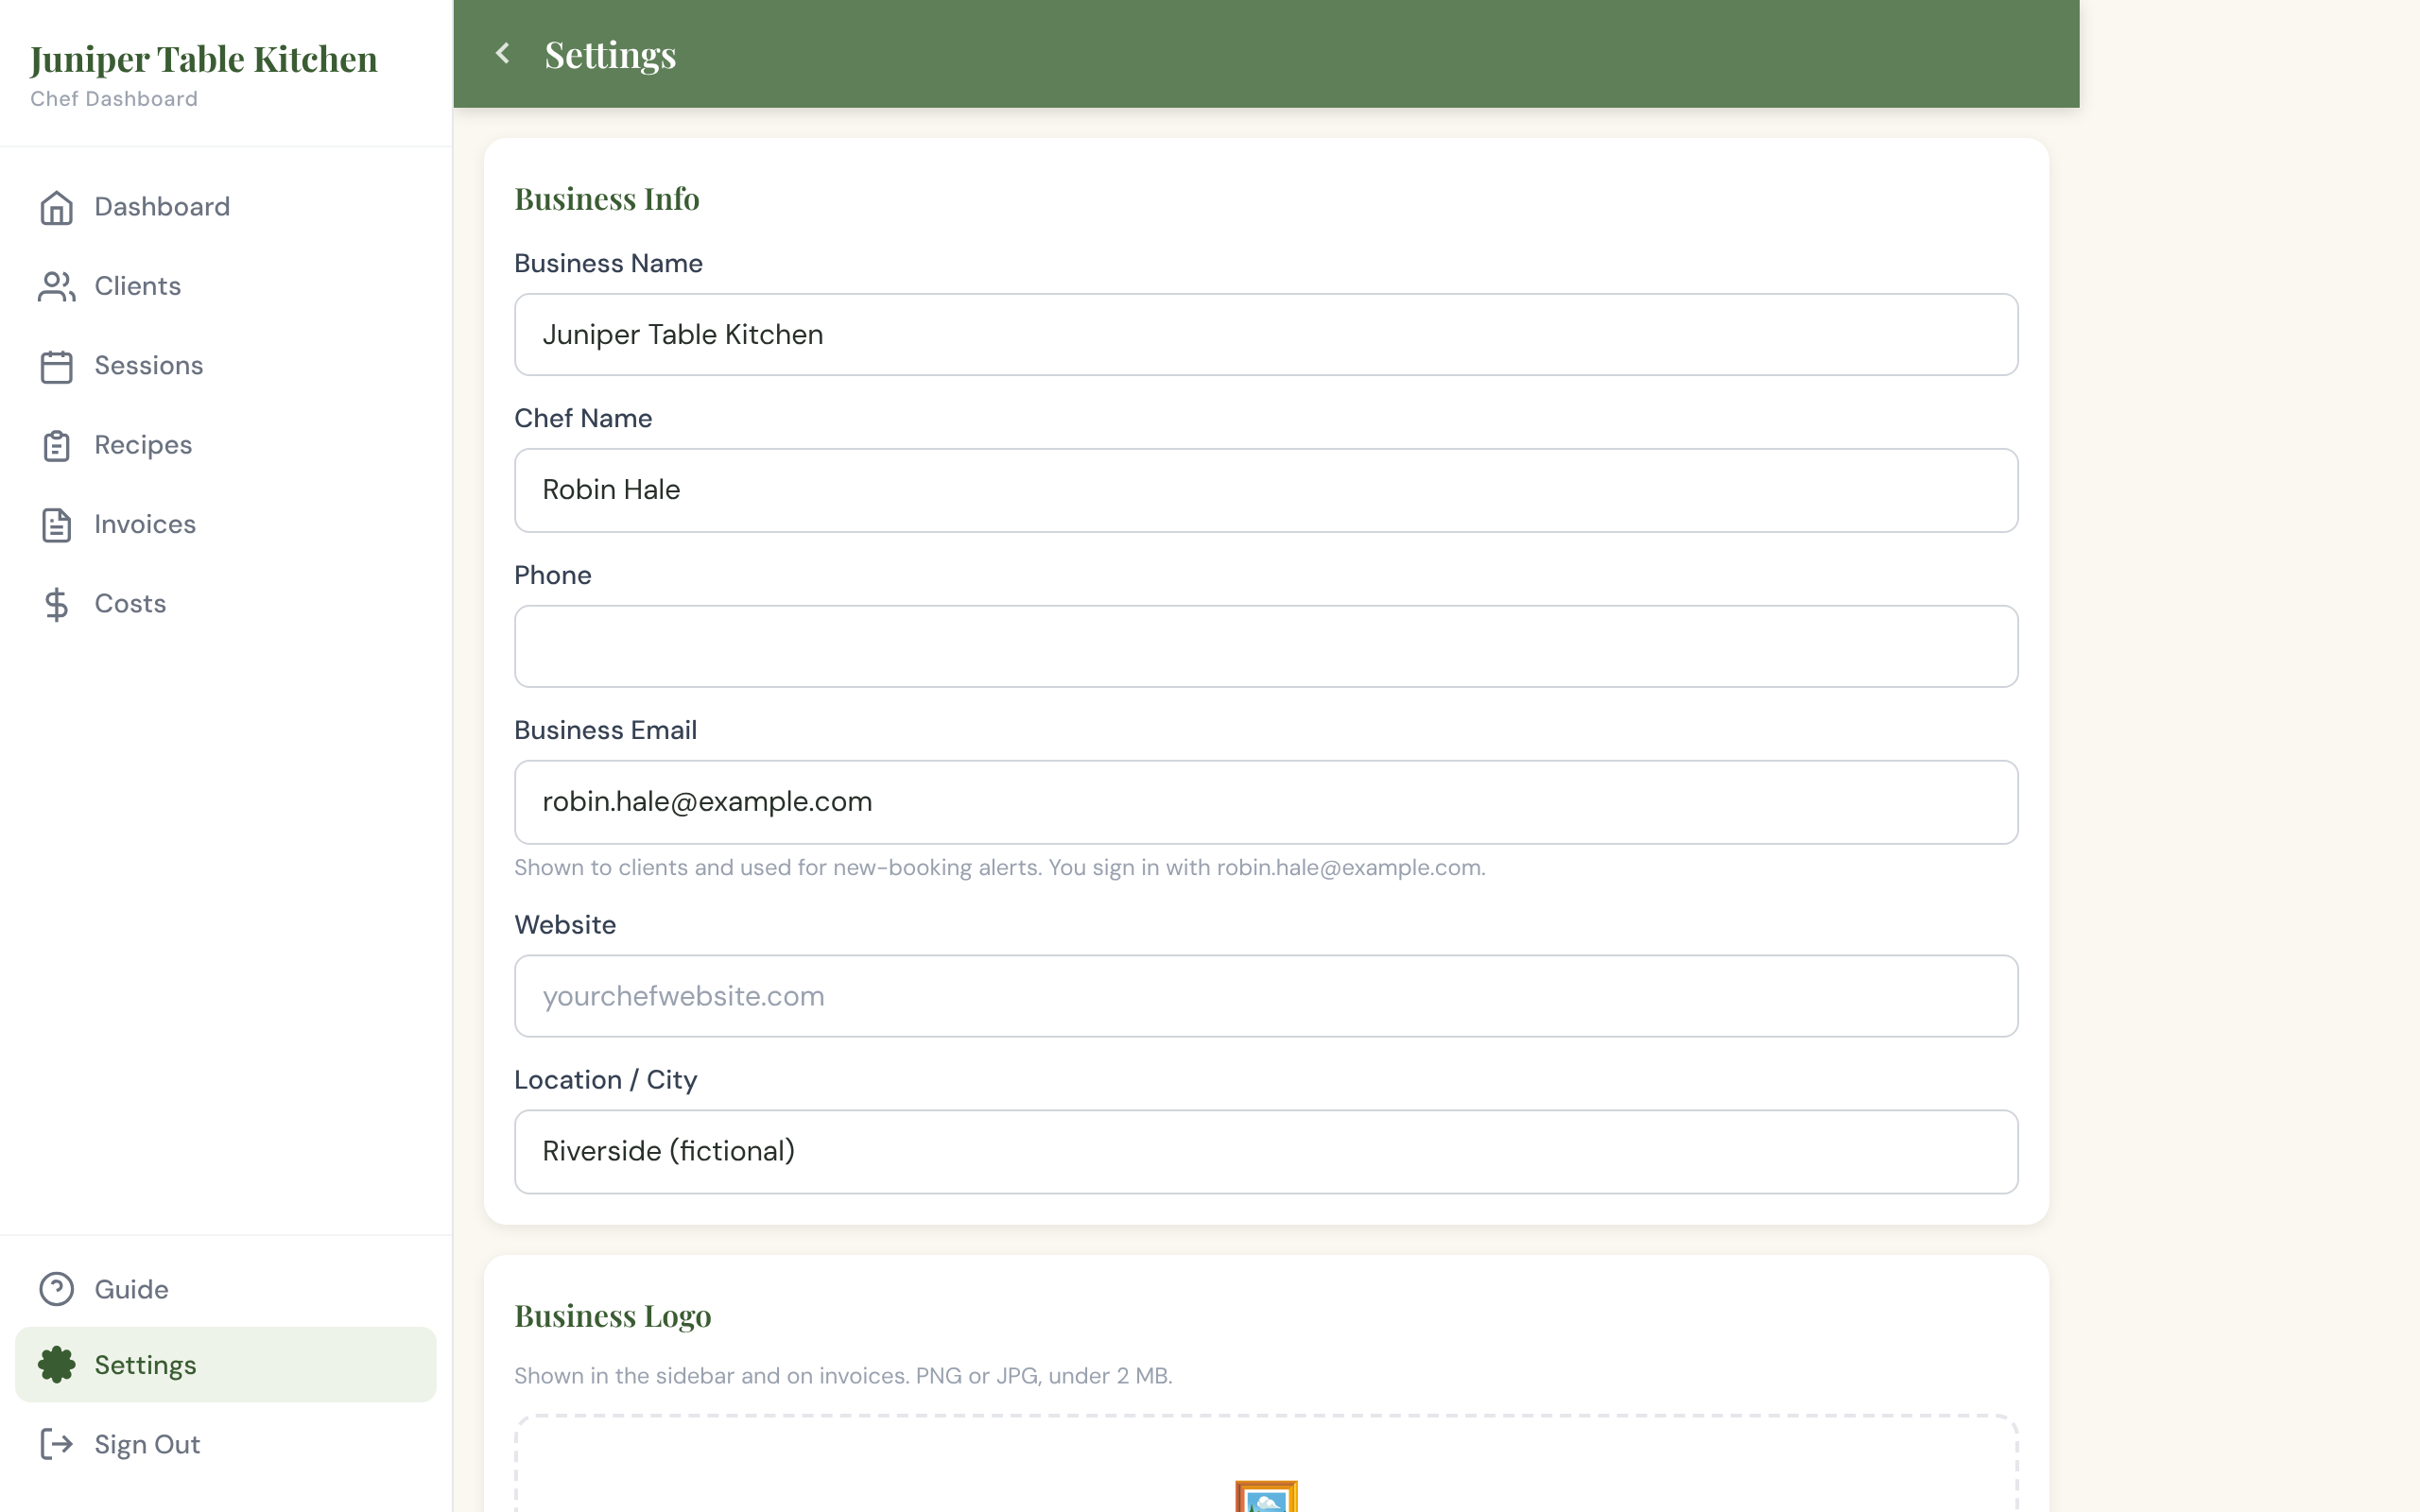 Juniper Table Kitchen
Chef Dashboard
Dashboard
Clients
Sessions
Recipes
Invoices
Costs
Guide
Settings
Sign Out
Settings
Business Info
Business Name
Juniper Table Kitchen
Chef Name
Robin Hale
Phone
Business Email
robin.hale@example.com
Shown to clients and used for new-booking alerts. You sign in with robin.hale@example.com.
Website
yourchefwebsite.com
Location / City
Riverside (fictional)
Business Logo
Shown in the sidebar and on invoices. PNG or JPG, under 2 MB.